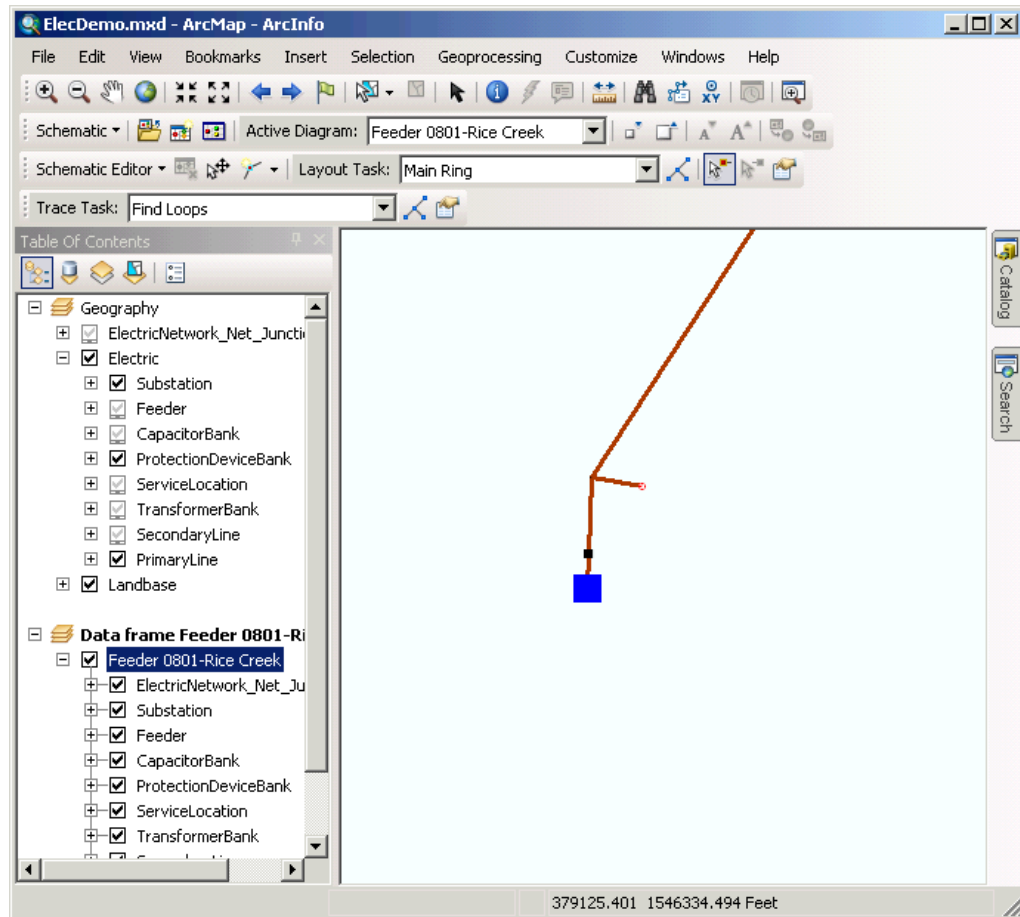 ElecDemo.mxd - ArcMap - ArcInfo
File Edit View Bookmarks Insert Selection Geoprocessing Customize Windows Help
Schematic Active Diagram: Feeder 0801-Rice Creek
Schematic Editor Layout Task: Main Ring
Trace Task: Find Loops
Table Of Contents
Geography
ElectricNetwork_Net_Juncti
Electric
Substation
Feeder
CapacitorBank
ProtectionDeviceBank
ServiceLocation
TransformerBank
SecondaryLine
PrimaryLine
Landbase
Data frame Feeder 0801-Ri
Feeder 0801-Rice Creek
ElectricNetwork_Net_Ju
Substation
Feeder
CapacitorBank
ProtectionDeviceBank
ServiceLocation
TransformerBank
Catalog
Search
379125.401 1546334.494 Feet